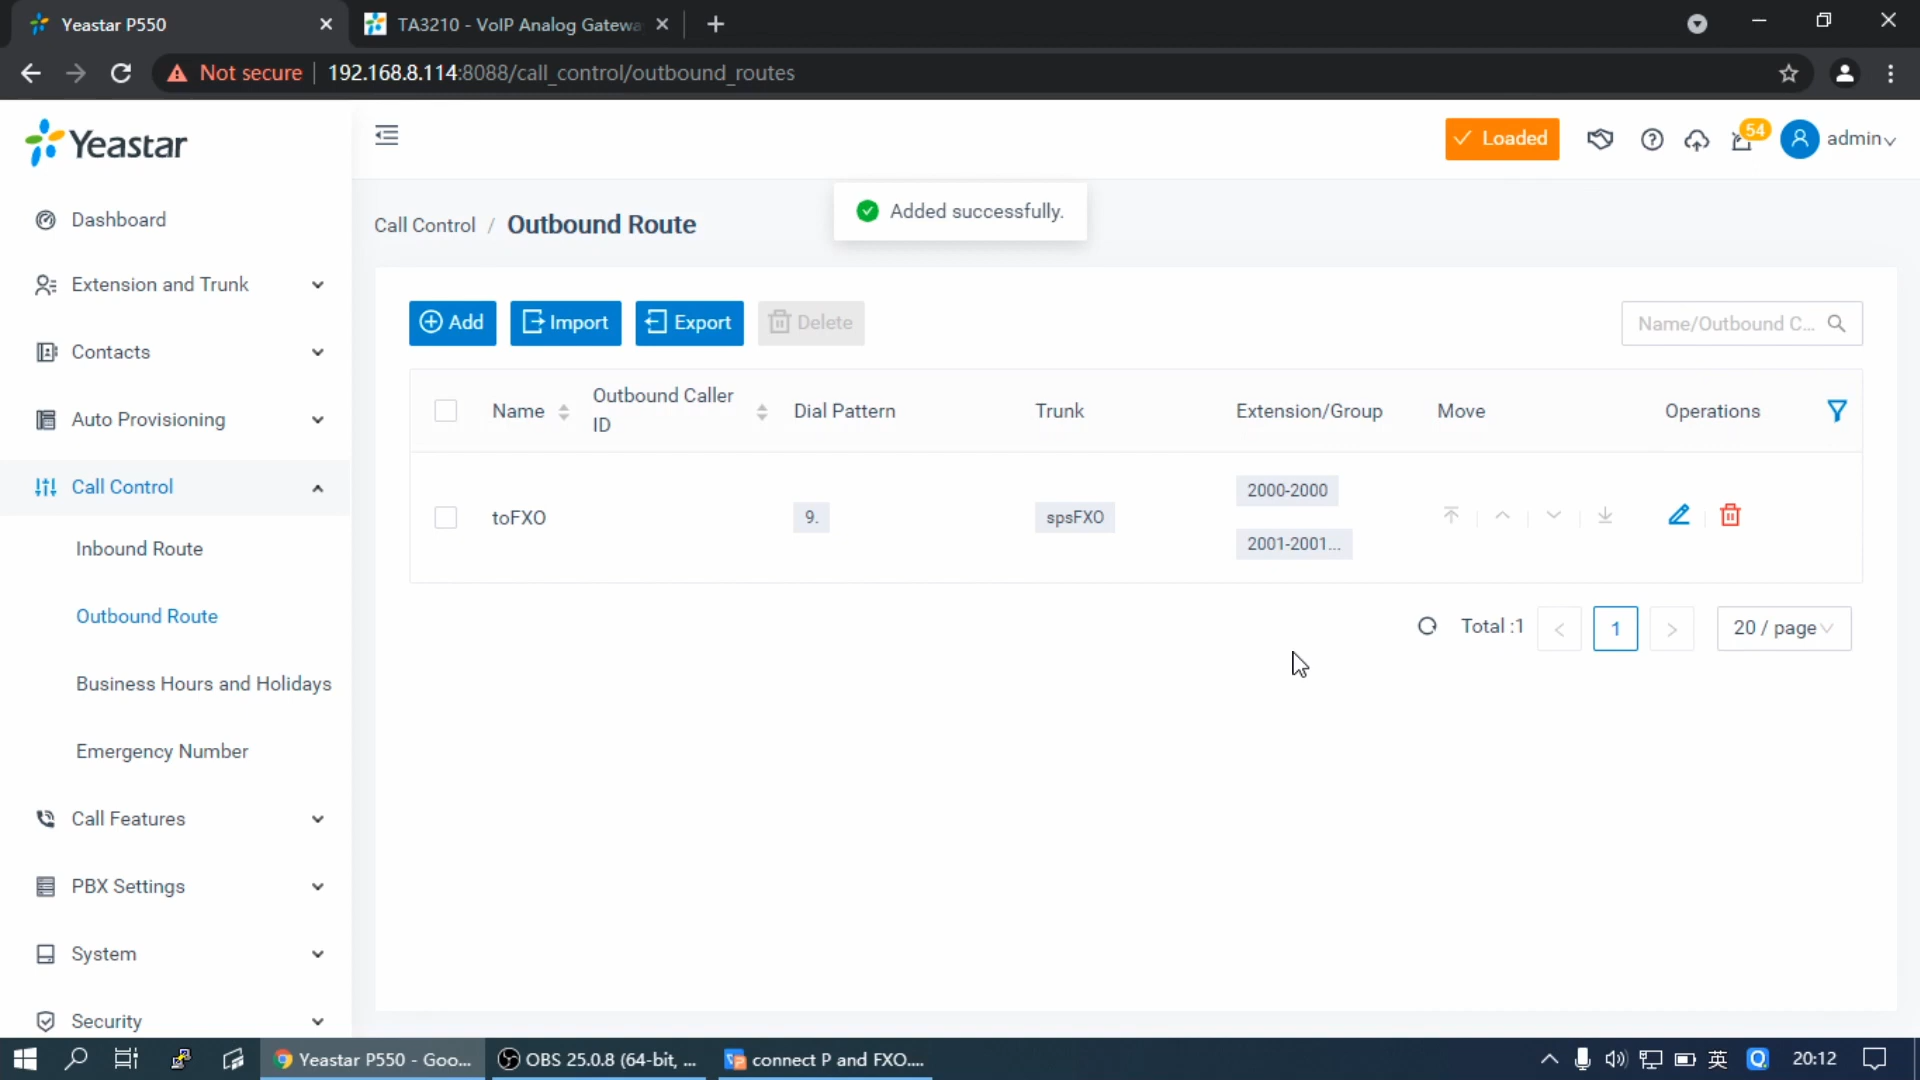 Yeastar P550
TA3210 - VoIP Analog Gatewa
Not secure
192.168.8.114:8088/call_control/outbound_routes
Yeastar
Loaded
54
admin
Dashboard
Extension and Trunk
Contacts
Auto Provisioning
Call Control
Inbound Route
Outbound Route
Business Hours and Holidays
Emergency Number
Call Features
PBX Settings
System
Security
Call Control / Outbound Route
Added successfully.
Add
Import
Export
Delete
Name/Outbound C...
Name
Outbound Caller
ID
Dial Pattern
Trunk
Extension/Group
Move
Operations
toFXO
9.
spsFXO
2000-2000
2001-2001...
Total :1
1
20 / page
Yeastar P550 - Goo...
OBS 25.0.8 (64-bit, ...
connect P and FXO....
英
20:12